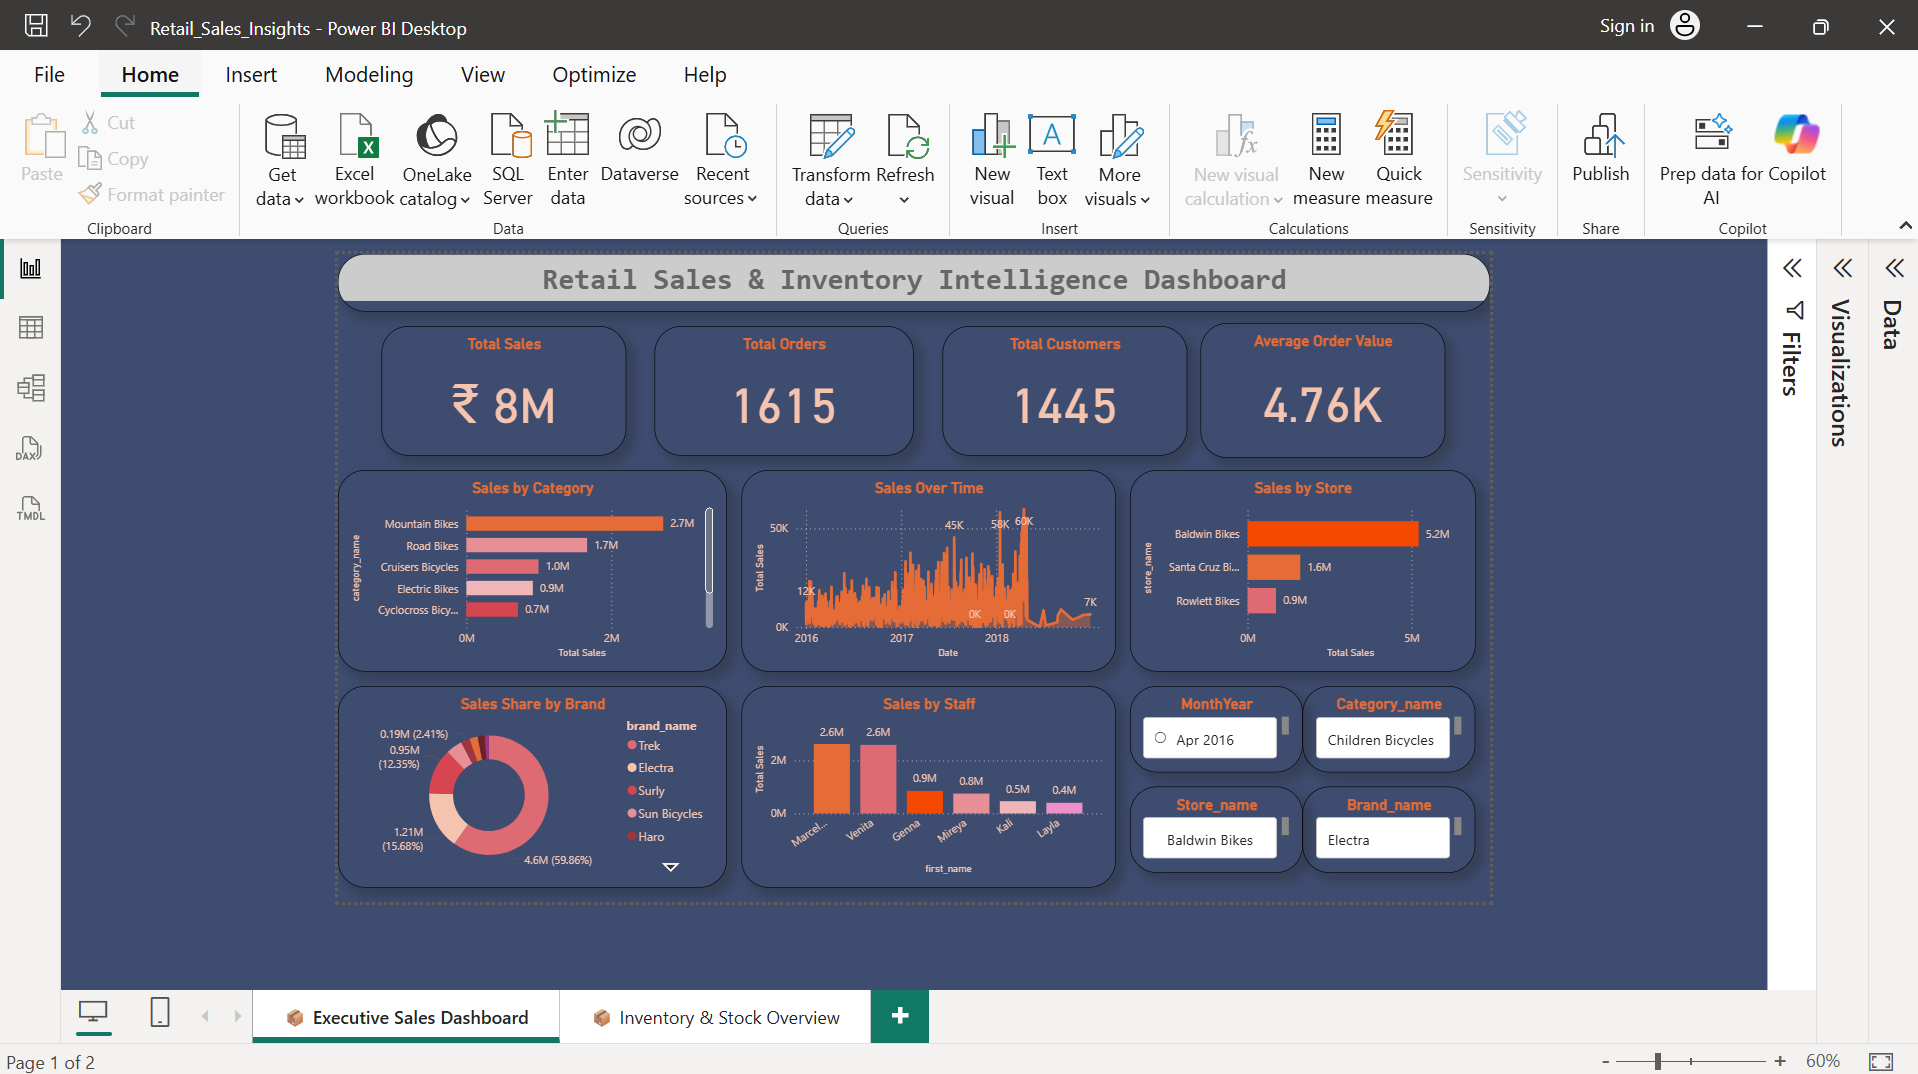 Retail_Sales_Insights - Power BI Desktop
Sign in
File
Home
Insert
Modeling
View
Optimize
Help
Paste
Cut
Copy
Format painter
Clipboard
Get data
Excel workbook
OneLake catalog
SQL Server
Enter data
Dataverse
Recent sources
Data
Transform data
Refresh
Queries
New visual
A
Text box
More visuals
Insert
fx
New visual calculation
New measure
Quick measure
Calculations
Sensitivity
Sensitivity
Publish
Share
Prep data for AI
Copilot
Copilot
DAX
TMDL
Retail Sales & Inventory Intelligence Dashboard
Total Sales
₹ 8M
Total Orders
1615
Total Customers
1445
Average Order Value
4.76K
Sales by Category
category_name
Mountain Bikes 2.7M
Road Bikes 1.7M
Cruisers Bicycles 1.0M
Electric Bikes 0.9M
Cyclocross Bicy... 0.7M
0M 2M
Total Sales
Sales Over Time
Total Sales
50K
0K
12K
45K
58K
60K
0K
0K
7K
2016 2017 2018
Date
Sales by Store
store_name
Baldwin Bikes 5.2M
Santa Cruz Bi... 1.6M
Rowlett Bikes 0.9M
0M 5M
Total Sales
Sales Share by Brand
0.19M (2.41%)
0.95M
(12.35%)
1.21M
(15.68%)
4.6M (59.86%)
brand_name
Trek
Electra
Surly
Sun Bicycles
Haro
Sales by Staff
Total Sales
2M
0M
2.6M 2.6M 0.9M 0.8M 0.5M 0.4M
Marcel... Venita Genna Mireya Kali Layla
first_name
MonthYear
Apr 2016
Category_name
Children Bicycles
Store_name
Baldwin Bikes
Brand_name
Electra
Filters
Visualizations
Data
Executive Sales Dashboard
Inventory & Stock Overview
+
Page 1 of 2
- + 60%